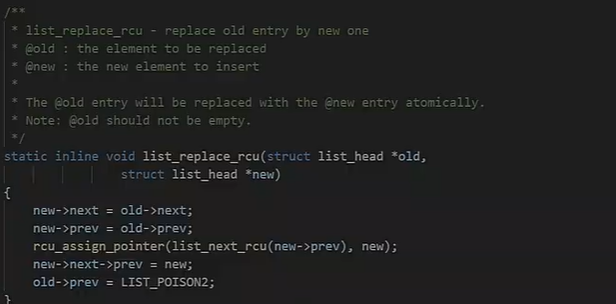 /**
 * list_replace_rcu - replace old entry by new one
 * @old : the element to be replaced
 * @new : the new element to insert
 *
 * The @old entry will be replaced with the @new entry atomically.
 * Note: @old should not be empty.
 */
static inline void list_replace_rcu(struct list_head *old,
                struct list_head *new)
{
    new->next = old->next;
    new->prev = old->prev;
    rcu_assign_pointer(list_next_rcu(new->prev), new);
    new->next->prev = new;
    old->prev = LIST_POISON2;
}